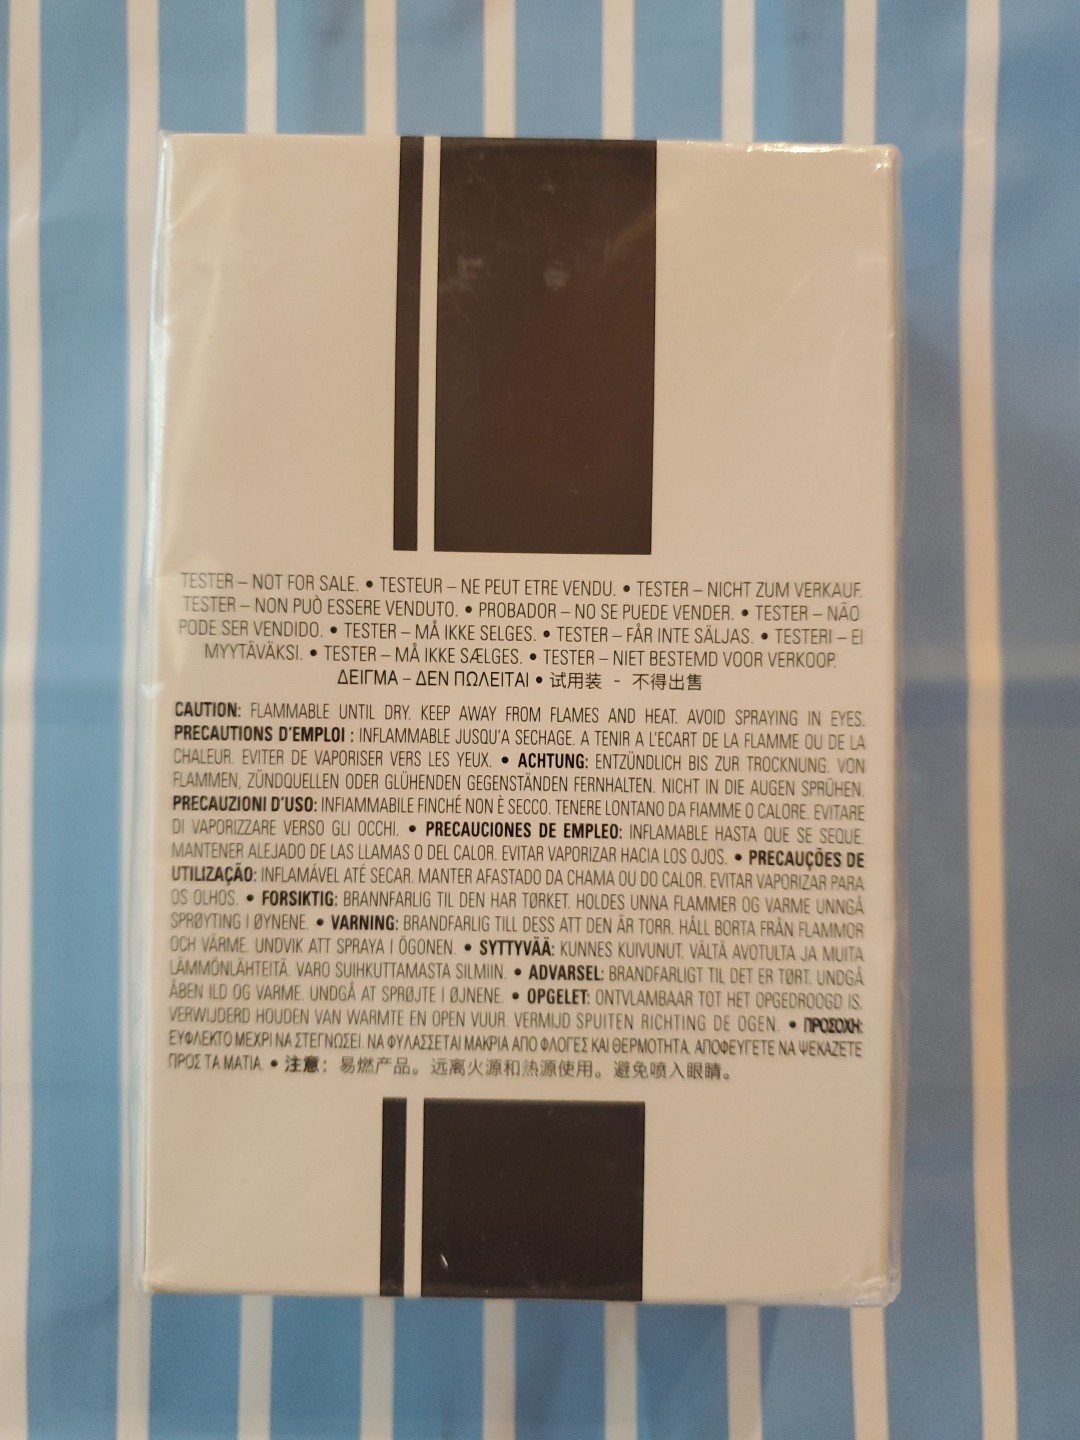 TESTER – NOT FOR SALE. • TESTEUR – NE PEUT ETRE VENDU. • TESTER – NICHT ZUM VERKAUF.
TESTER – NON PUÒ ESSERE VENDUTO. • PROBADOR – NO SE PUEDE VENDER. • TESTER – NÃO
PODE SER VENDIDO. • TESTER – MÅ IKKE SELGES. • TESTER – FÅR INTE SÄLJAS. • TESTERI – EI
MYYTÄVÄKSI. • TESTER – MÅ IKKE SÆLGES. • TESTER – NIET BESTEMD VOOR VERKOOP.
ΔΕΙΓΜΑ – ΔΕΝ ΠΩΛΕΙΤΑΙ • 试用装 - 不得出售
CAUTION: FLAMMABLE UNTIL DRY. KEEP AWAY FROM FLAMES AND HEAT. AVOID SPRAYING IN EYES.
PRECAUTIONS D'EMPLOI : INFLAMMABLE JUSQU'A SECHAGE. A TENIR A L'ECART DE LA FLAMME OU DE LA
CHALEUR. EVITER DE VAPORISER VERS LES YEUX. • ACHTUNG: ENTZÜNDLICH BIS ZUR TROCKNUNG. VON
FLAMMEN, ZÜNDQUELLEN ODER GLÜHENDEN GEGENSTÄNDEN FERNHALTEN. NICHT IN DIE AUGEN SPRÜHEN.
PRECAUZIONI D'USO: INFIAMMABILE FINCHÉ NON È SECCO. TENERE LONTANO DA FIAMME O CALORE. EVITARE
DI VAPORIZZARE VERSO GLI OCCHI. • PRECAUCIONES DE EMPLEO: INFLAMABLE HASTA QUE SE SEQUE.
MANTENER ALEJADO DE LAS LLAMAS O DEL CALOR. EVITAR VAPORIZAR HACIA LOS OJOS. • PRECAUÇÕES DE
UTILIZAÇÃO: INFLAMÁVEL ATÉ SECAR. MANTER AFASTADO DA CHAMA OU DO CALOR. EVITAR VAPORIZAR PARA
OS OLHOS. • FORSIKTIG: BRANNFARLIG TIL DEN HAR TØRKET. HOLDES UNNA FLAMMER OG VARME UNNGÅ
SPRØYTING I ØYNENE. • VARNING: BRANDFARLIG TILL DESS ATT DEN ÄR TORR. HÅLL BORTA FRÅN FLAMMOR
OCH VÄRME. UNDVIK ATT SPRAYA I ÖGONEN. • SYTTYVÄÄ: KUNNES KUIVUNUT. VÄLTÄ AVOTULTA JA MUITA
LÄMMÖNLÄHTEITÄ. VARO SUIHKUTTAMASTA SILMIIN. • ADVARSEL: BRANDFARLIGT TIL DET ER TØRT. UNDGÅ
ÅBEN ILD OG VARME. UNDGÅ AT SPRØJTE I ØJNENE. • OPGELET: ONTVLAMBAAR TOT HET OPGEDROOGD IS.
VERWIJDERD HOUDEN VAN WARMTE EN OPEN VUUR. VERMIJD SPUITEN RICHTING DE OGEN. • ΠΡΟΣΟΧΗ:
ΕΥΦΛΕΚΤΟ ΜΕΧΡΙ ΝΑ ΣΤΕΓΝΩΣΕΙ. ΝΑ ΦΥΛΑΣΣΕΤΑΙ ΜΑΚΡΙΑ ΑΠΟ ΦΛΟΓΕΣ ΚΑΙ ΘΕΡΜΟΤΗΤΑ. ΑΠΟΦΕΥΓΕΤΕ ΝΑ ΨΕΚΑΖΕΤΕ
ΠΡΟΣ ΤΑ ΜΑΤΙΑ. • 注意：易燃产品。远离火源和热源使用。避免喷入眼睛。